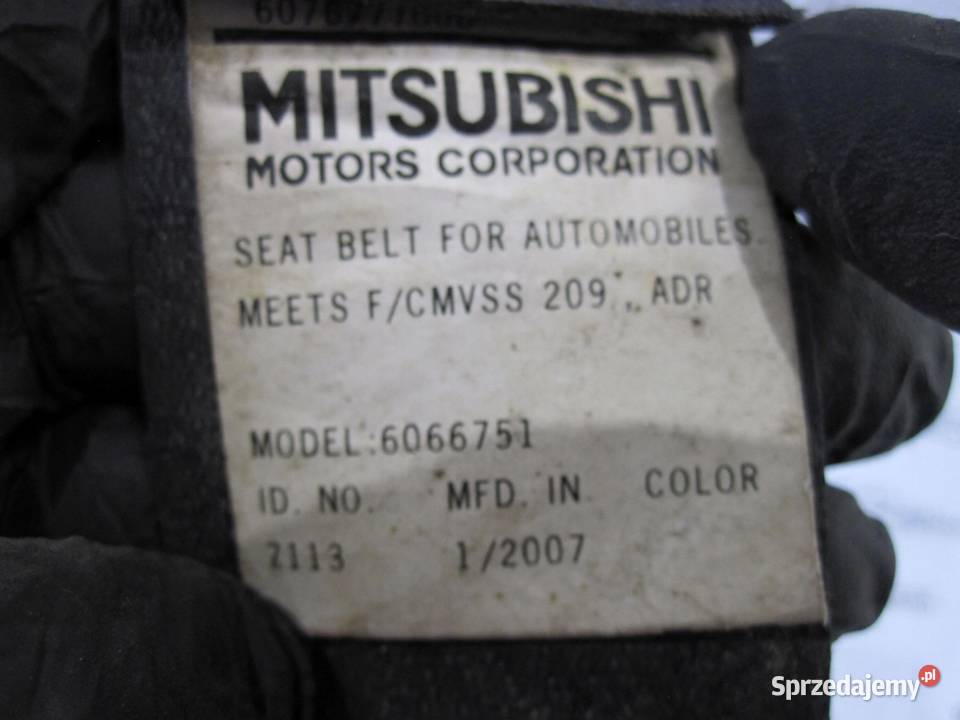 MITSUBISHI
MOTORS CORPORATION
SEAT BELT FOR AUTOMOBILES.
MEETS F/CMVSS 209 , ADR
MODEL:6066751
ID. NO. MFD. IN COLOR
7113 1/2007
Sprzedajemy.pl